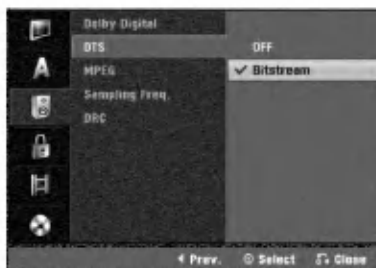 Dolby Digital
DTS
OFF
MPEG
✓ Bitstream
Sampling Freq.
DRC
A
◀ Prev.
⊙ Select
Close